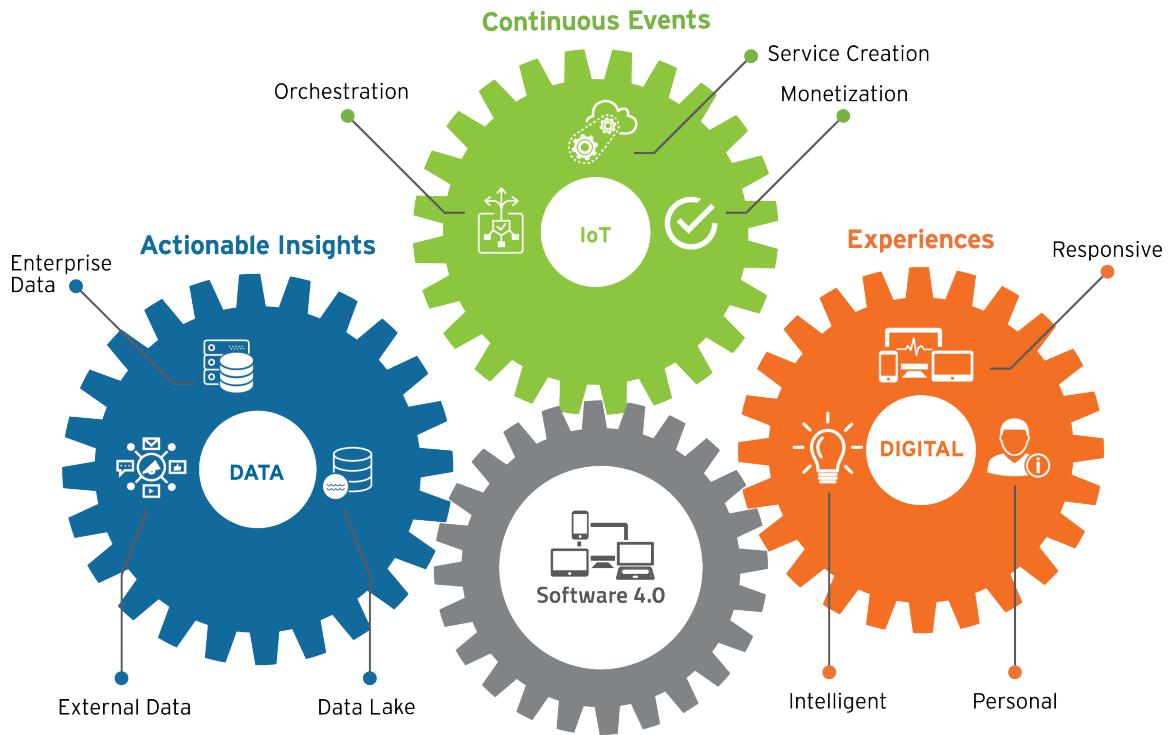 Continuous Events
Service Creation
Orchestration
Monetization
IoT
Actionable Insights
Enterprise
Data
Experiences
Responsive
DATA
DIGITAL
Software 4.0
External Data
Data Lake
Intelligent
Personal